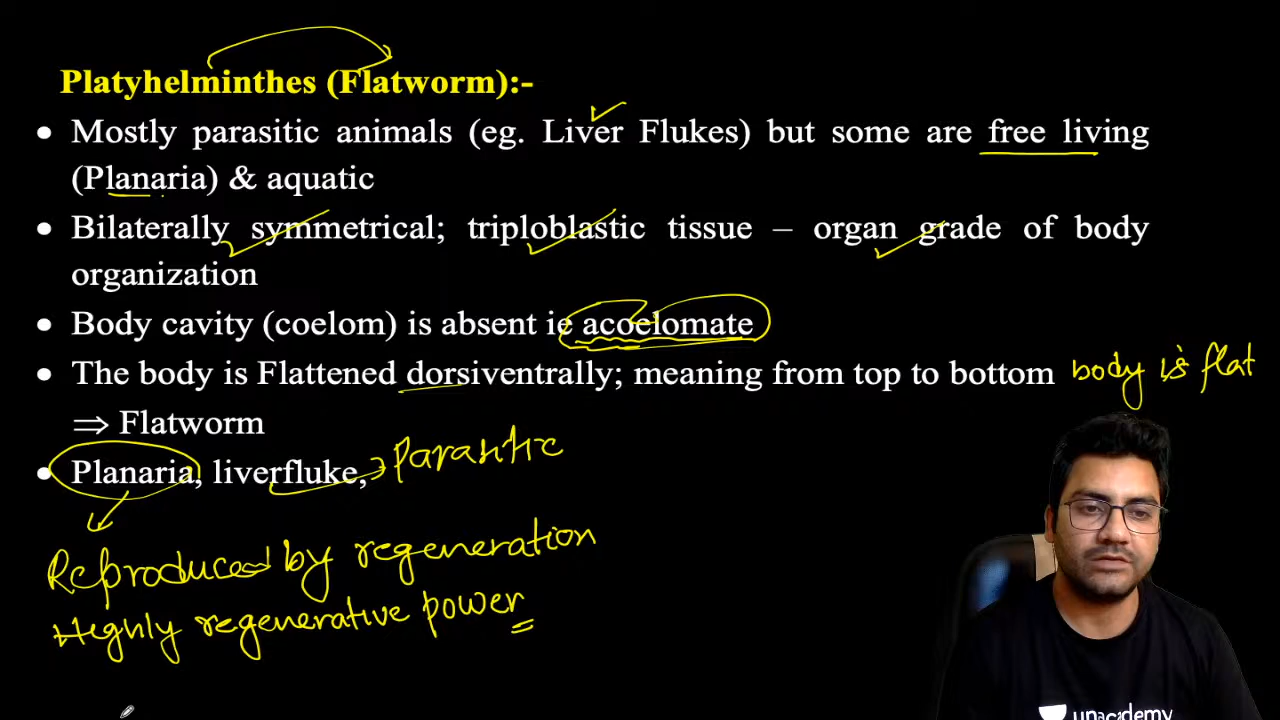 Platyhelminthes (Flatworm):-
• Mostly parasitic animals (eg. Liver Flukes) but some are free living
(Planaria) & aquatic
• Bilaterally symmetrical; triploblastic tissue – organ grade of body
organization
• Body cavity (coelom) is absent ie acoelomate
• The body is Flattened dorsiventrally; meaning from top to bottom body is flat
⇒ Flatworm
• Planaria, liverfluke, → Parasitic
Reproduced by regeneration
Highly regenerative power
unacademy